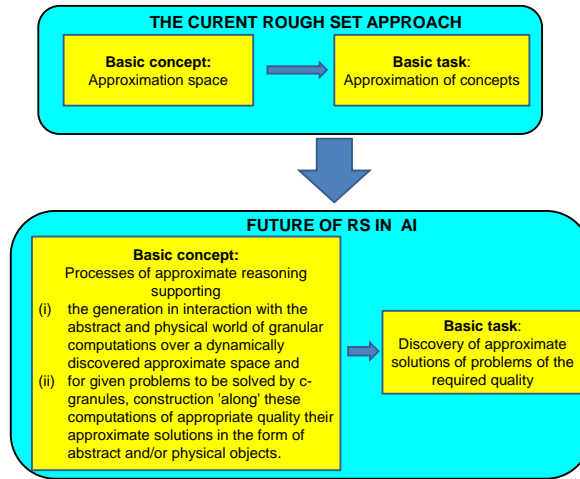 THE CURENT ROUGH SET APPROACH
Basic concept:
Approximation space
Basic task:
Approximation of concepts
FUTURE OF RS IN AI
Basic concept:
Processes of approximate reasoning
supporting
(i) the generation in interaction with the
abstract and physical world of granular
computations over a dynamically
discovered approximate space and
(ii) for given problems to be solved by c-
granules, construction 'along' these
computations of appropriate quality their
approximate solutions in the form of
abstract and/or physical objects.
Basic task:
Discovery of approximate
solutions of problems of the
required quality